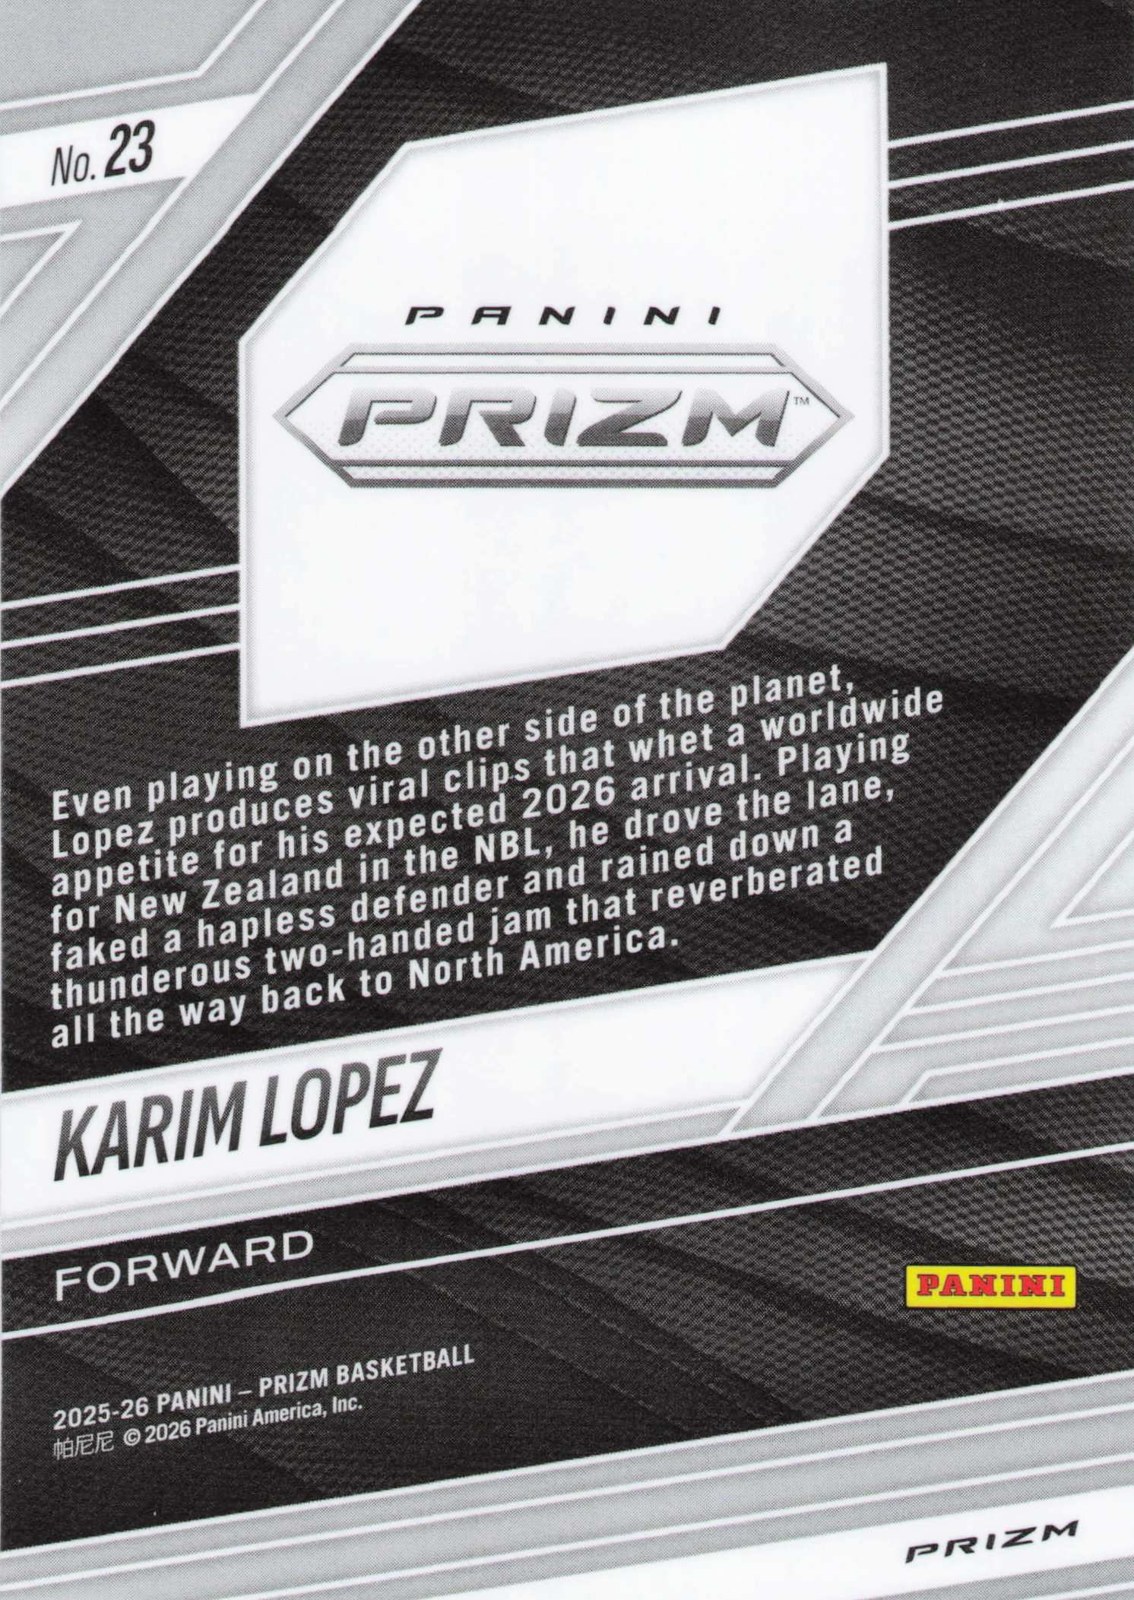 No. 23
PANINI
PRIZM™
Even playing on the other side of the planet,
Lopez produces viral clips that whet a worldwide
appetite for his expected 2026 arrival. Playing
for New Zealand in the NBL, he drove the lane,
faked a hapless defender and rained down a
thunderous two-handed jam that reverberated
all the way back to North America.
KARIM LOPEZ
FORWARD
PANINI
2025-26 PANINI – PRIZM BASKETBALL
帕尼尼 © 2026 Panini America, Inc.
PRIZM